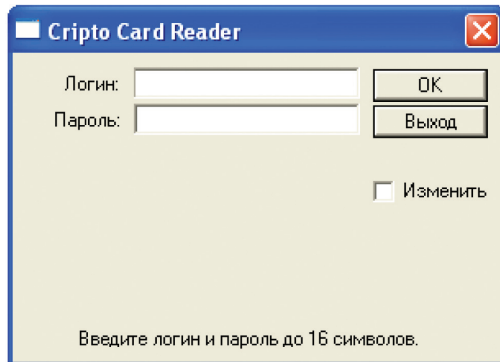 Cripto Card Reader
Логин:
OK
Пароль:
Выход
Изменить
Введите логин и пароль до 16 символов.